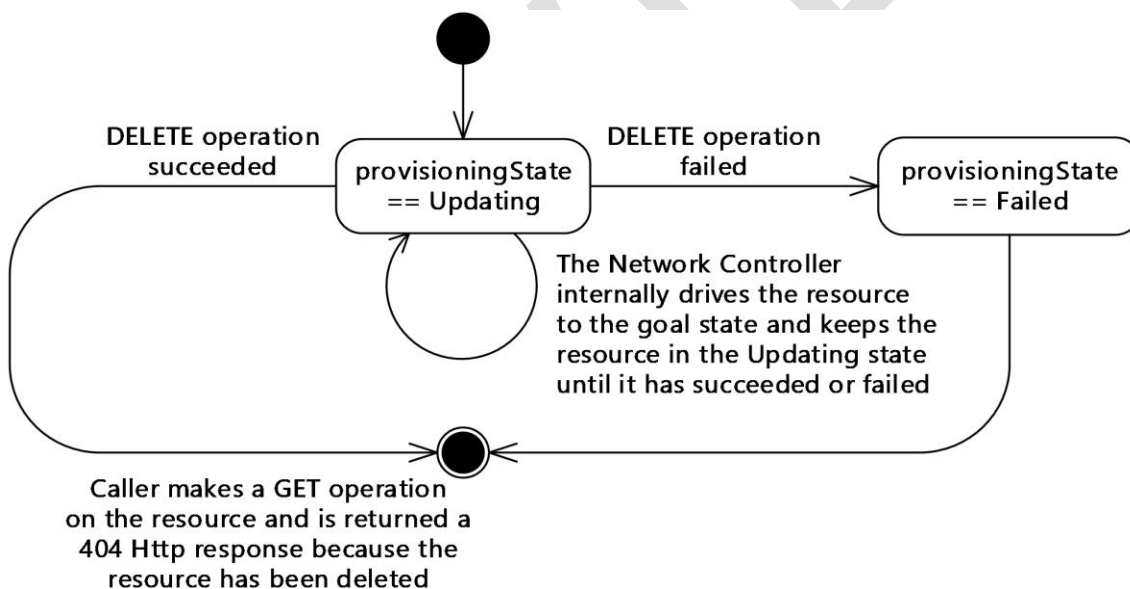 DELETE operation
succeeded
provisioningState
== Updating
DELETE operation
failed
provisioningState
== Failed
The Network Controller
internally drives the resource
to the goal state and keeps the
resource in the Updating state
until it has succeeded or failed
Caller makes a GET operation
on the resource and is returned a
404 Http response because the
resource has been deleted